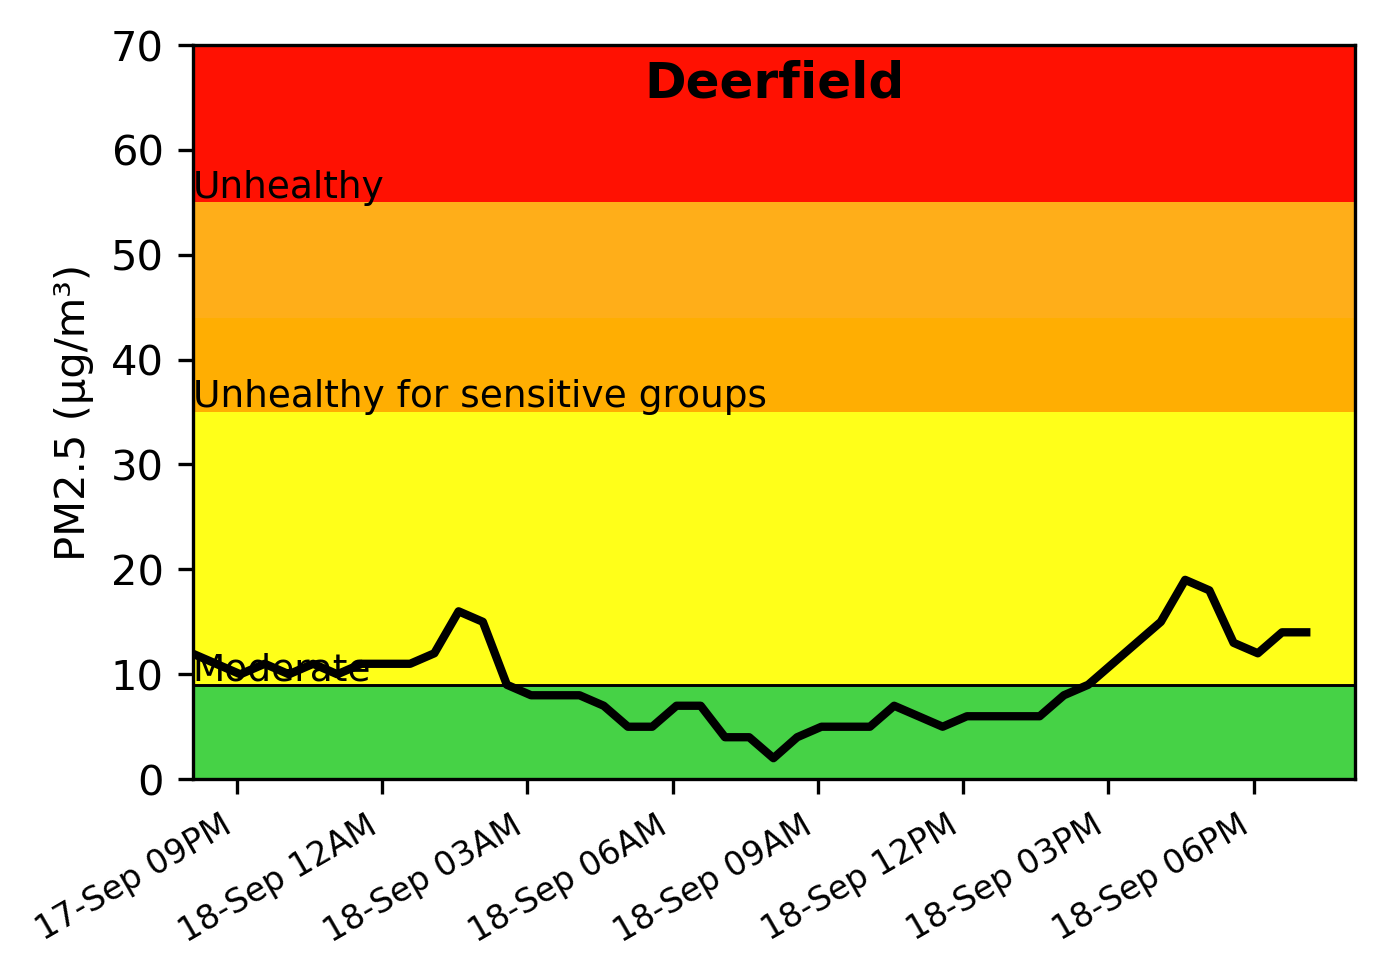 Deerfield
PM2.5 (µg/m³)
70
60
50
40
30
20
10
0
Unhealthy
Unhealthy for sensitive groups
Moderate
17-Sep 09PM
18-Sep 12AM
18-Sep 03AM
18-Sep 06AM
18-Sep 09AM
18-Sep 12PM
18-Sep 03PM
18-Sep 06PM